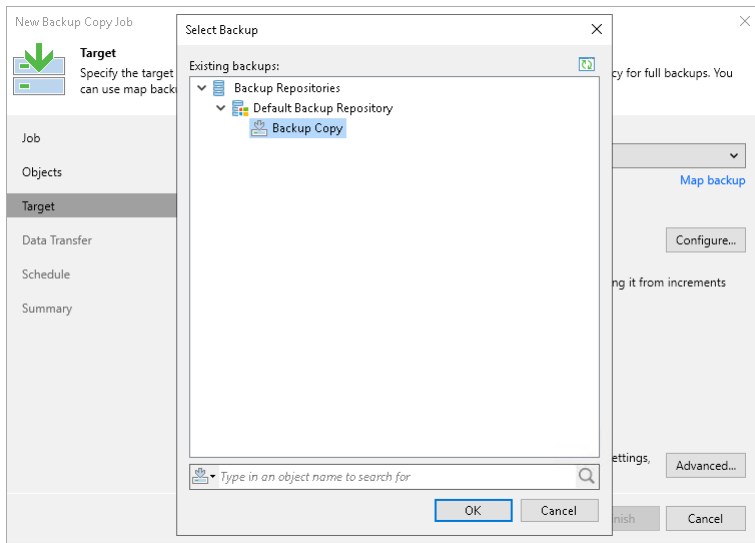 New Backup Copy Job
Target
Specify the target
can use map back
cy for full backups. You
Job
Objects
Target
Data Transfer
Schedule
Summary
Map backup
Configure...
ng it from increments
ettings,
Advanced...
nish
Cancel
Select Backup
Existing backups:
Backup Repositories
Default Backup Repository
Backup Copy
Type in an object name to search for
OK
Cancel